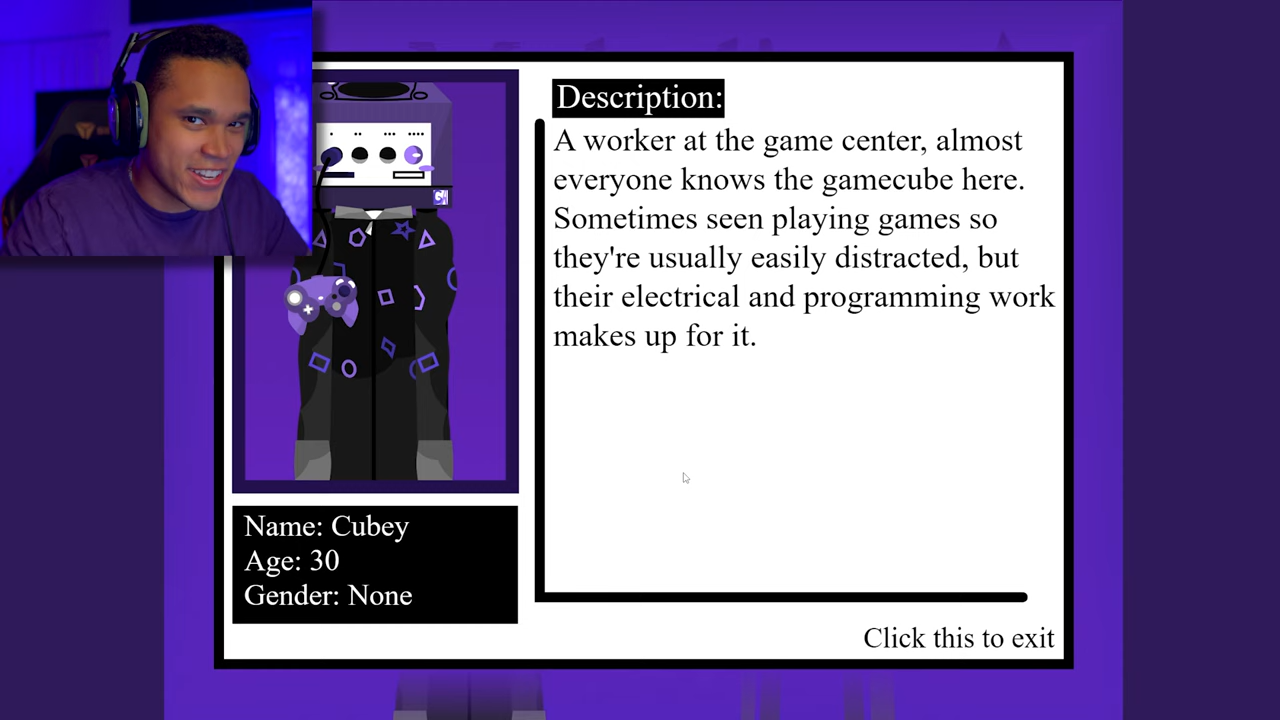 Description:
A worker at the game center, almost
everyone knows the gamecube here.
Sometimes seen playing games so
they're usually easily distracted, but
their electrical and programming work
makes up for it.
Name: Cubey
Age: 30
Gender: None
Click this to exit